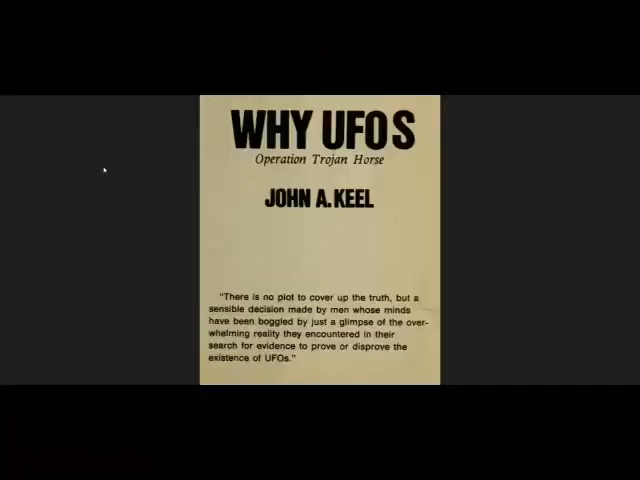 WHY UFOS
Operation Trojan Horse
JOHN A. KEEL
"There is no plot to cover up the truth, but a
sensible decision made by men whose minds
have been boggled by just a glimpse of the over-
whelming reality they encountered in their
search for evidence to prove or disprove the
existence of UFOs."